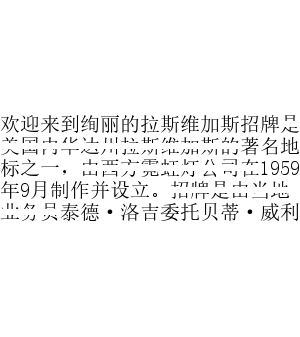 欢迎来到绚丽的拉斯维加斯招牌是
美国内华达州拉斯维加斯的著名地
标之一，由西方霓虹灯公司在1959
年9月制作并设立。招牌是由当地
业务员泰德·洛吉委托贝蒂·威利